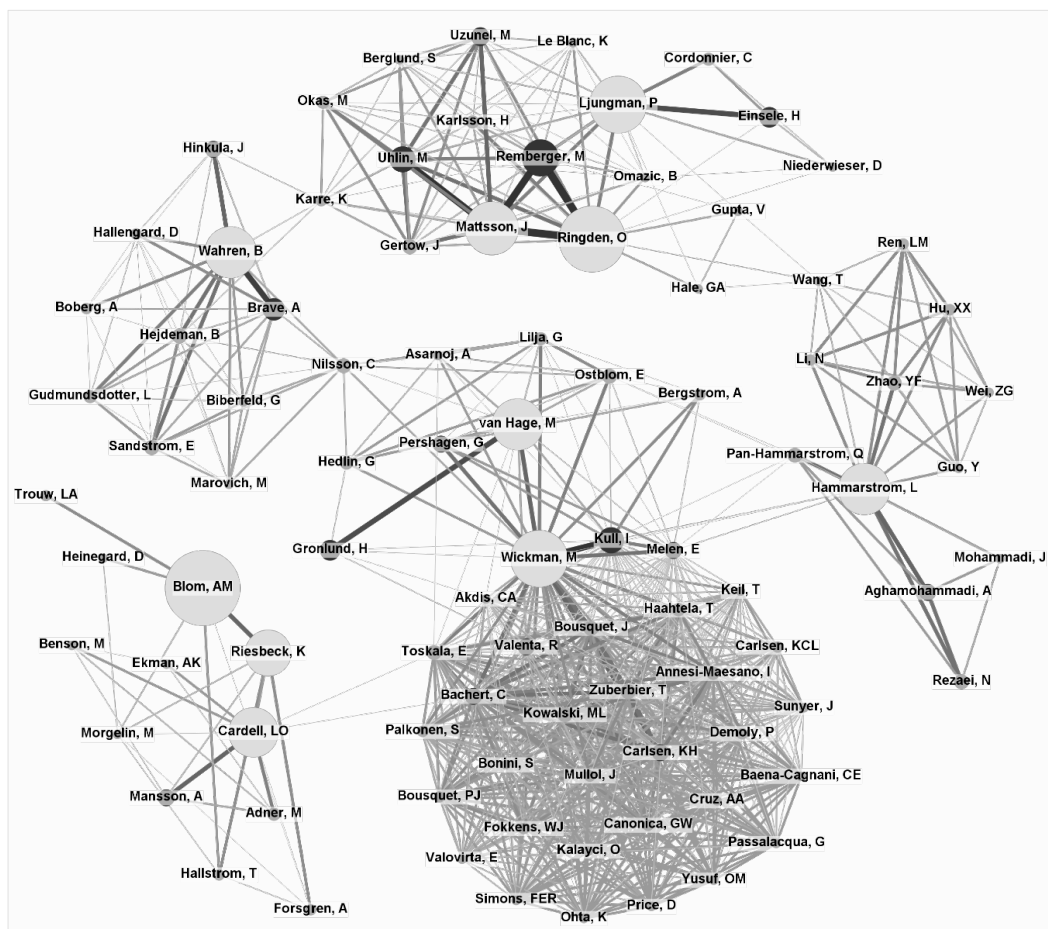 Uzunel, M
Le Blanc, K
Berglund, S
Cordonnier, C
Okas, M
Ljungman, P
Karlsson, H
Einsele, H
Hinkula, J
Uhlin, M
Remberger, M
Niederwieser, D
Omazic, B
Karre, K
Gupta, V
Hallengard, D
Mattsson, J
Ringden, O
Wahren, B
Gertow, J
Ren, LM
Hale, GA
Wang, T
Boberg, A
Brave, A
Hu, XX
Hejdeman, B
Lilja, G
Asarnoj, A
Nilsson, C
Li, N
Ostblom, E
Zhao, YF
Wei, ZG
Gudmundsdotter, L
Biberfeld, G
Bergstrom, A
van Hage, M
Sandstrom, E
Pershagen, G
Pan-Hammarstrom, Q
Hedlin, G
Guo, Y
Marovich, M
Hammarstrom, L
Trouw, LA
Gronlund, H
Kull, I
Wickman, M
Melen, E
Heinegard, D
Mohammadi, J
Blom, AM
Aghamohammadi, A
Keil, T
Akdis, CA
Haahtela, T
Bousquet, J
Benson, M
Riesbeck, K
Toskala, E
Valenta, R
Carlsen, KCL
Ekman, AK
Annesi-Maesano, I
Rezaei, N
Bachert, C
Zuberbier, T
Sunyer, J
Kowalski, ML
Morgelin, M
Cardell, LO
Palkonen, S
Demoly, P
Carlsen, KH
Bonini, S
Mullol, J
Baena-Cagnani, CE
Mansson, A
Bousquet, PJ
Cruz, AA
Adner, M
Fokkens, WJ
Canonica, GW
Passalacqua, G
Kalayci, O
Valovirta, E
Hallstrom, T
Yusuf, OM
Simons, FER
Price, D
Forsgren, A
Ohta, K